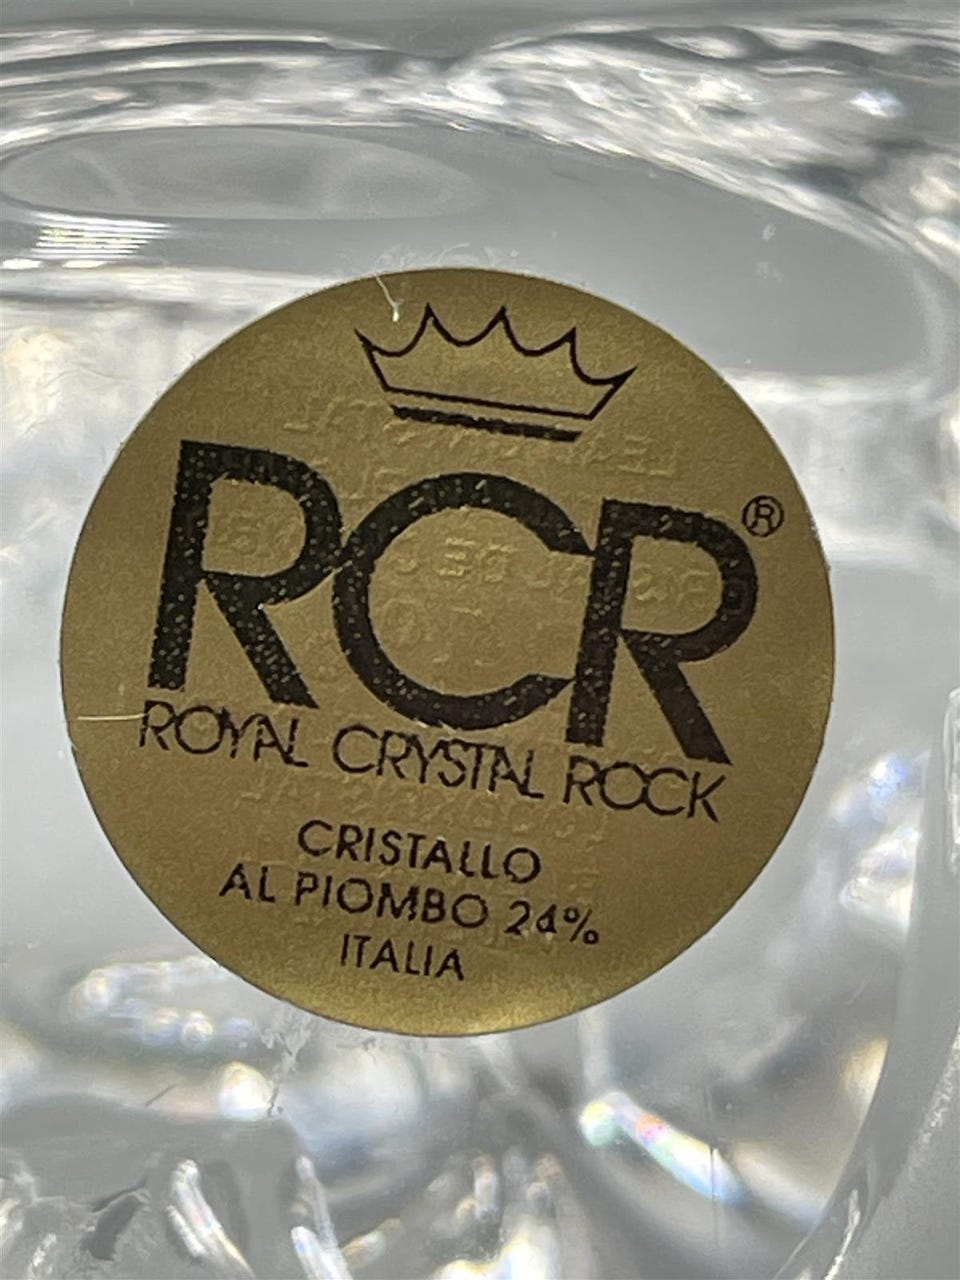 RCR®
ROYAL CRYSTAL ROCK
CRISTALLO
AL PIOMBO 24%
ITALIA